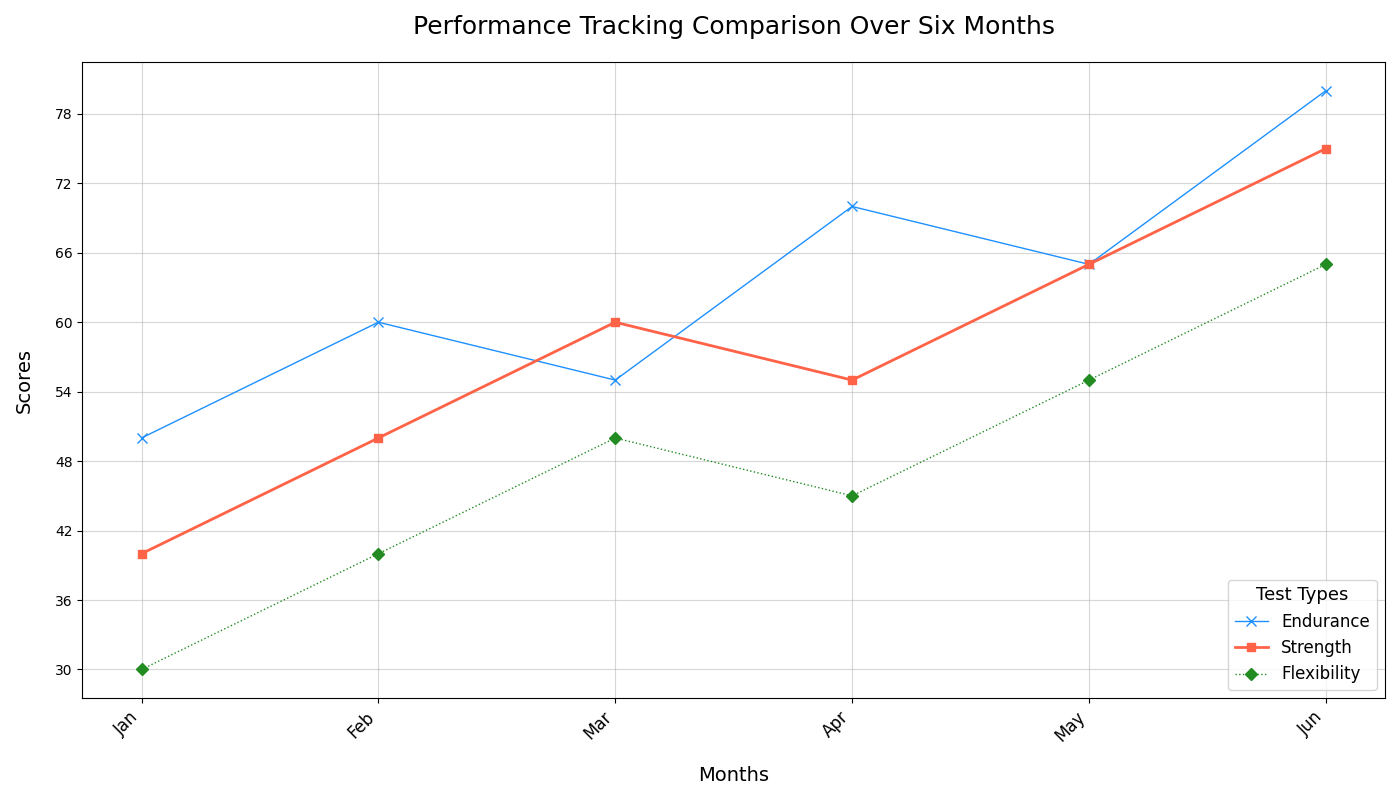 Performance Tracking Comparison Over Six Months
Scores
78
72
66
60
54
48
42
36
30
Test Types
Endurance
Strength
Flexibility
Jan
Feb
Mar
Apr
May
Jun
Months